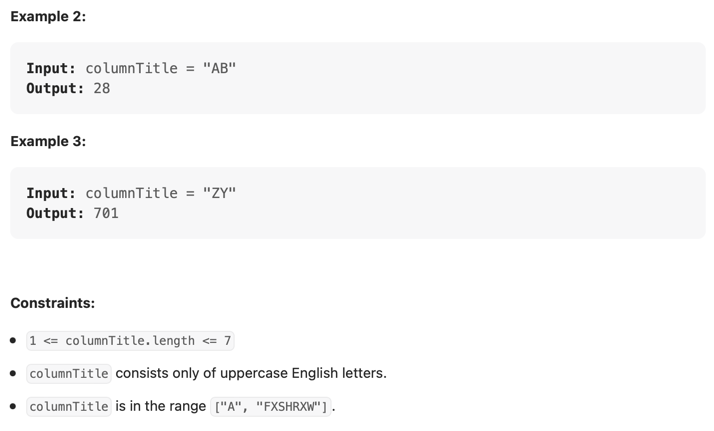 Example 2:
Input: columnTitle = "AB"
Output: 28
Example 3:
Input: columnTitle = "ZY"
Output: 701
Constraints:
1 <= columnTitle.length <= 7
columnTitle consists only of uppercase English letters.
columnTitle is in the range ["A", "FXSHRXW"].